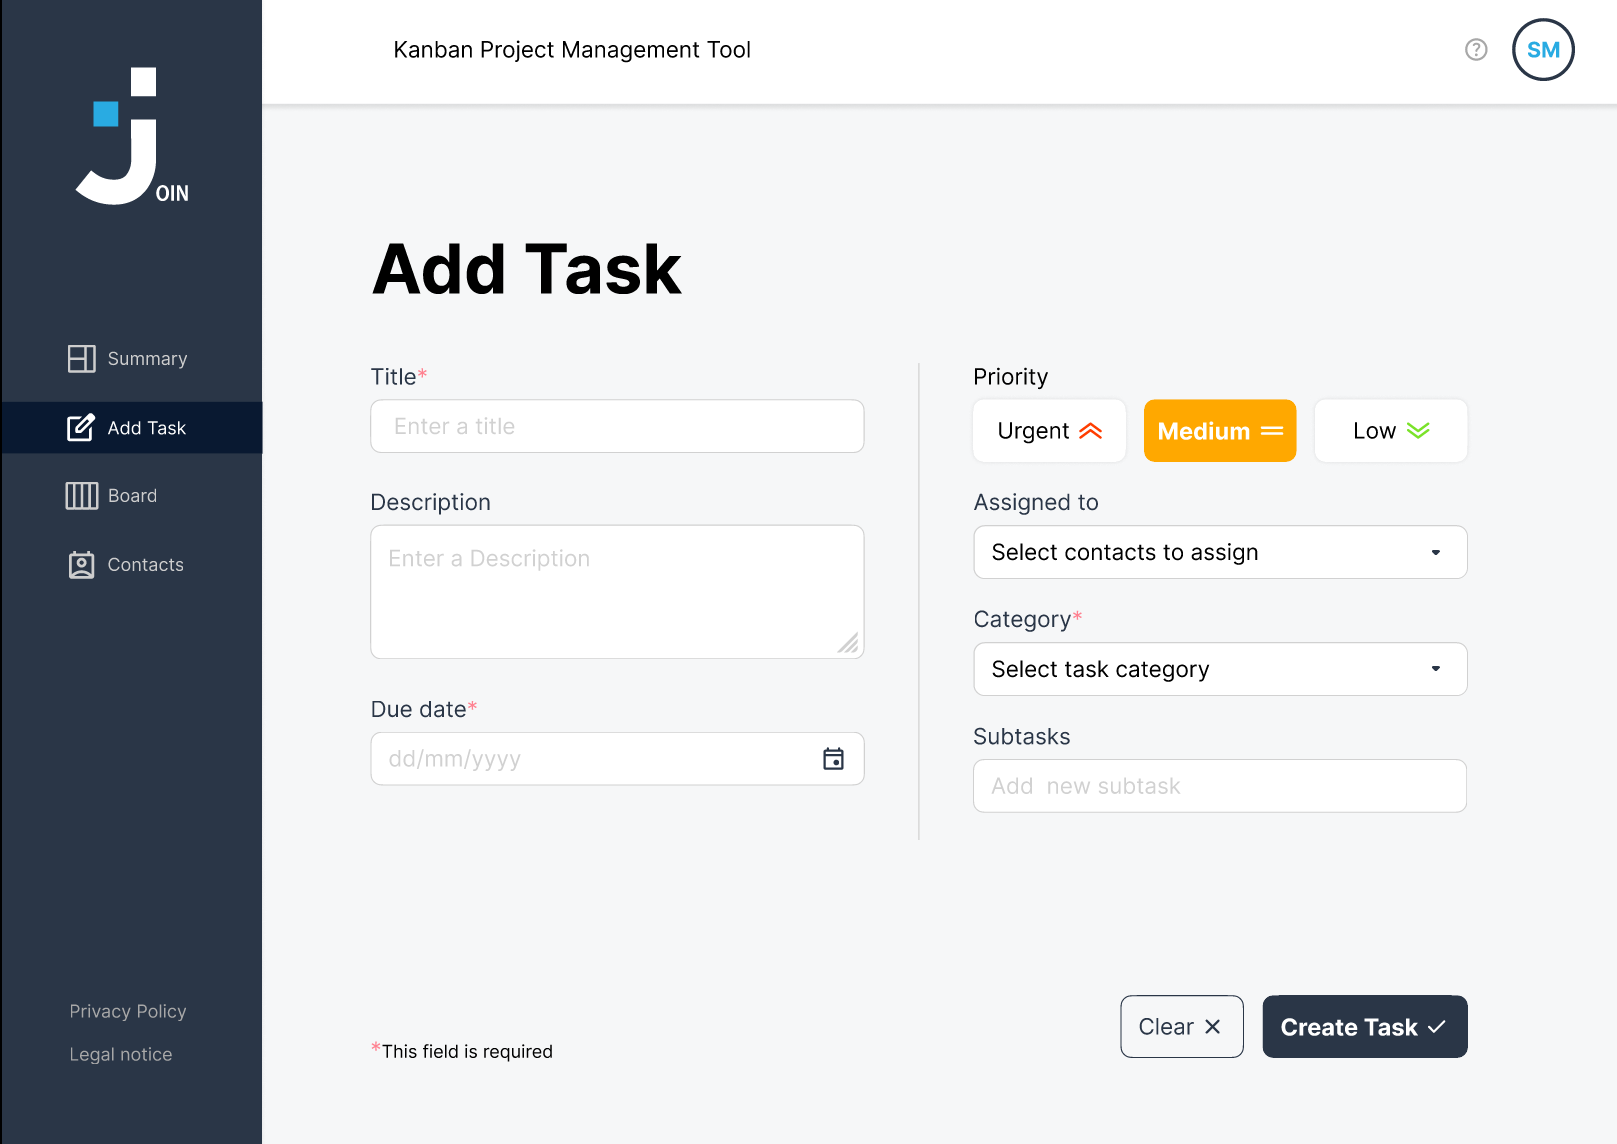 Kanban Project Management Tool
SM
OIN
Summary
Add Task
Board
Contacts
Privacy Policy
Legal notice
Add Task
Title*
Enter a title
Description
Enter a Description
Due date*
dd/mm/yyyy
Priority
Urgent
Medium
Low
Assigned to
Select contacts to assign
Category*
Select task category
Subtasks
Add new subtask
*This field is required
Clear
Create Task